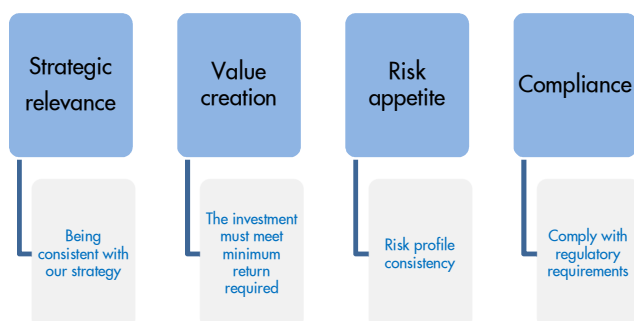 Strategic
relevance
Value
creation
Risk
appetite
Compliance
Being
consistent with
our strategy
The investment
must meet
minimum
return
required
Risk profile
consistency
Comply with
regulatory
requirements